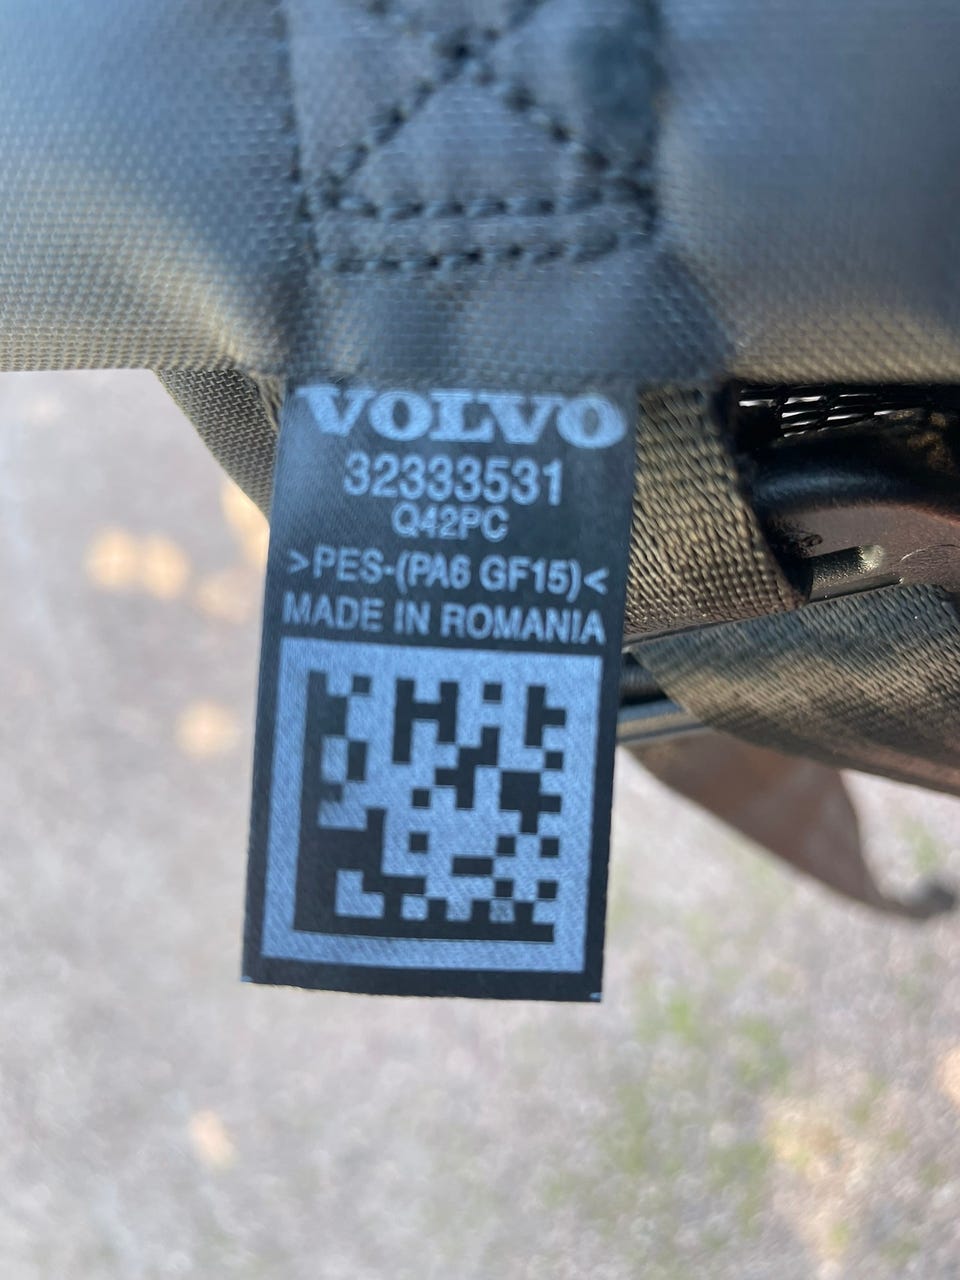 VOLVO
32333531
Q42PC
>PES-(PA6 GF15)<
MADE IN ROMANIA